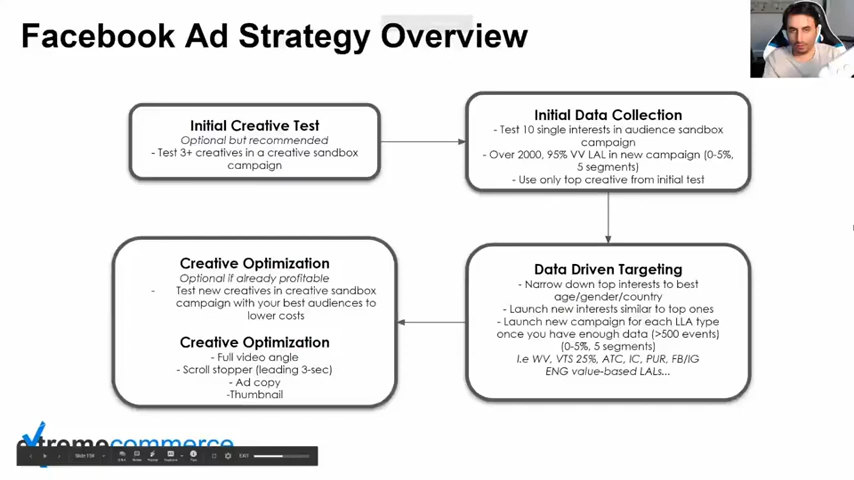 Facebook Ad Strategy Overview
Initial Creative Test
Optional but recommended
- Test 3+ creatives in a creative sandbox
campaign
Initial Data Collection
- Test 10 single interests in audience sandbox
campaign
- Over 2000, 95% VV LAL in new campaign (0-5%,
5 segments)
- Use only top creative from initial test
Data Driven Targeting
- Narrow down top interests to best
age/gender/country
- Launch new interests similar to top ones
- Launch new campaign for each LLA type
once you have enough data (>500 events)
(0-5%, 5 segments)
I.e WV, VTS 25%, ATC, IC, PUR, FB/IG
ENG value-based LALs...
Creative Optimization
Optional if already profitable
- Test new creatives in creative sandbox
campaign with your best audiences to
lower costs
Creative Optimization
- Full video angle
- Scroll stopper (leading 3-sec)
- Ad copy
-Thumbnail
EXIT